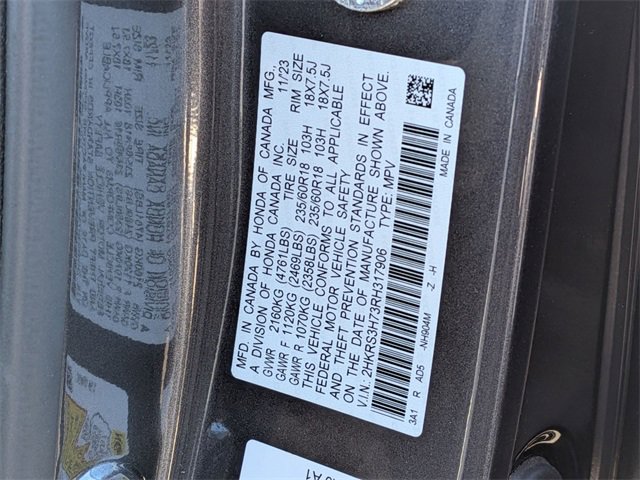 MFD. IN CANADA BY HONDA OF CANADA MFG.,
A DIVISION OF HONDA CANADA INC. 11/23
GVWR 2160KG (4761LBS) TIRE SIZE RIM SIZE
GAWR F 1120KG (2469LBS) 235/60R18 103H 18X7.5J
GAWR R 1070KG (2358LBS) 235/60R18 103H 18X7.5J
THIS VEHICLE CONFORMS TO ALL APPLICABLE
FEDERAL MOTOR VEHICLE SAFETY
AND THEFT PREVENTION STANDARDS IN EFFECT
ON THE DATE OF MANUFACTURE SHOWN ABOVE.
V.I.N.: 2HKRS3H73RH317906 TYPE: MPV
3A1 R AD5 -NH904M -Z -H MADE IN CANADA
A1